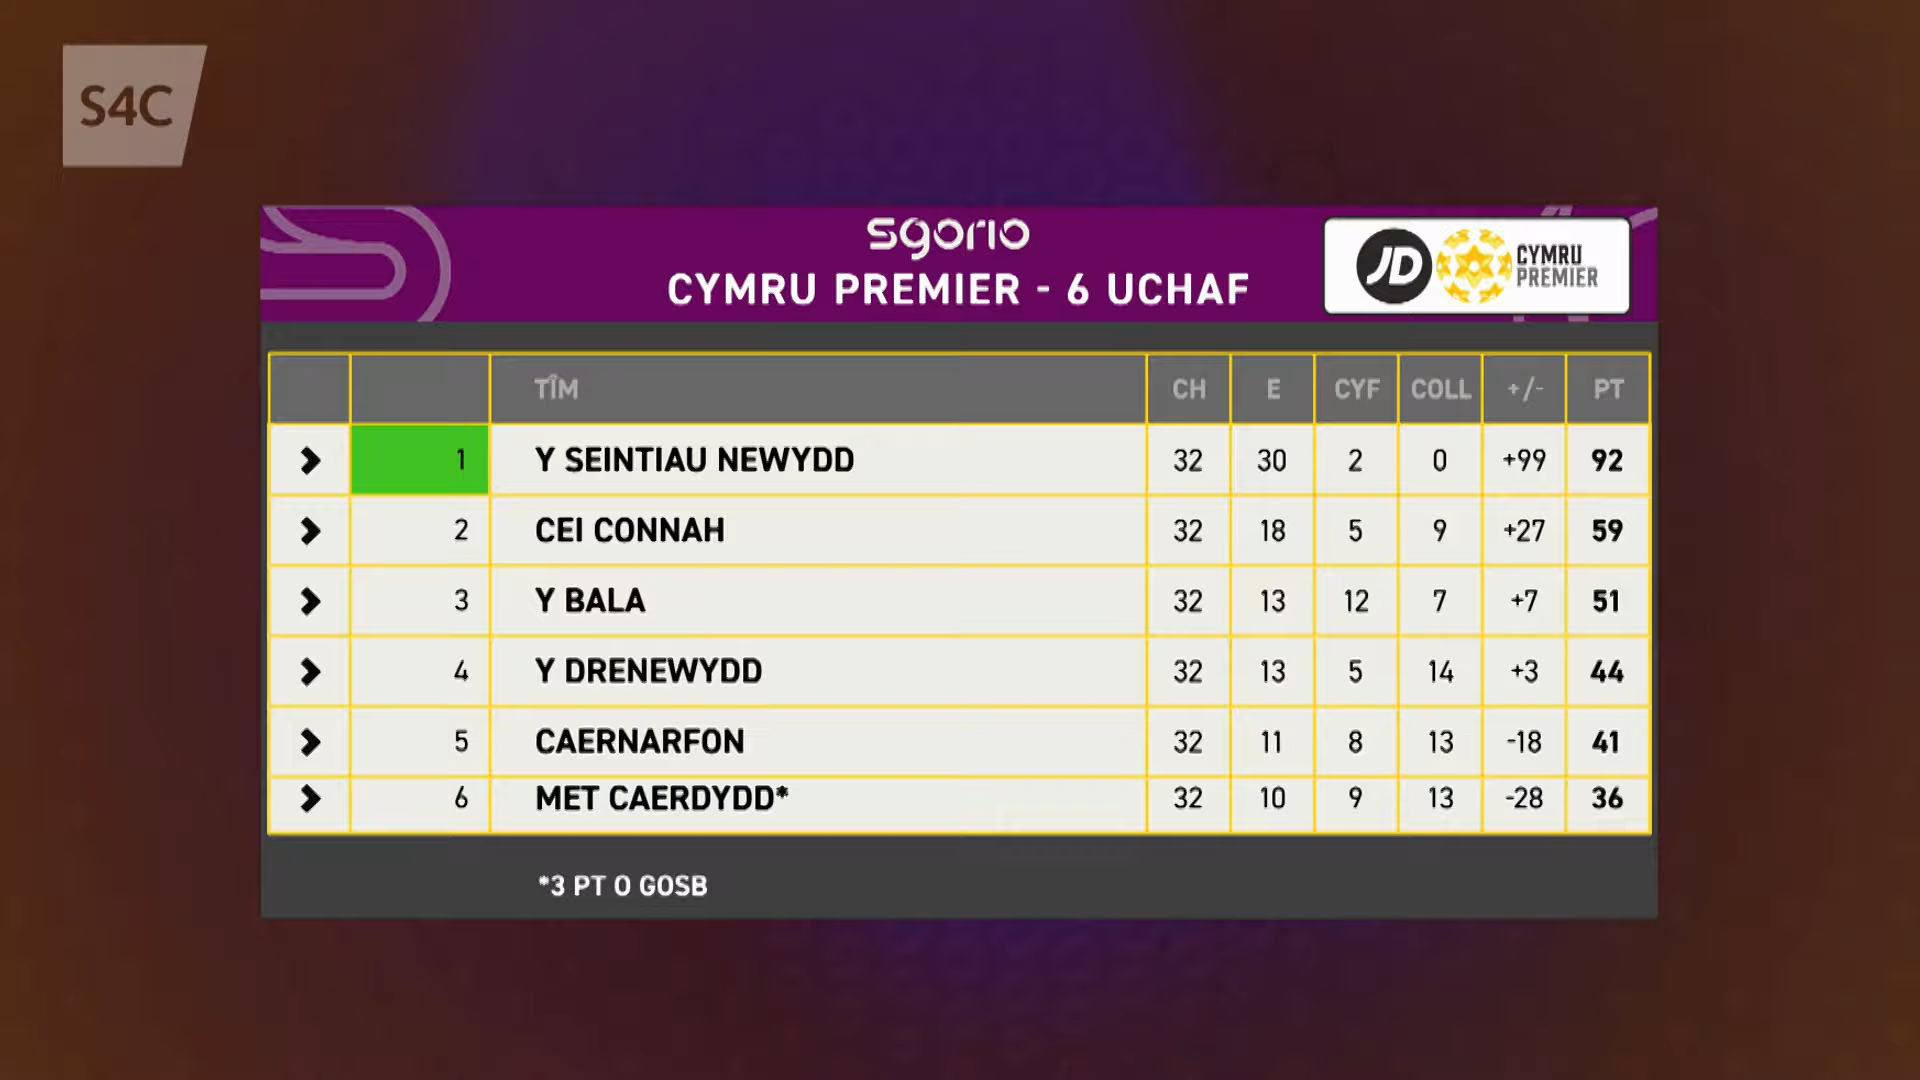 S4C
sgorio
CYMRU PREMIER - 6 UCHAF
JD CYMRU PREMIER
TÎM CH E CYF COLL +/- PT
1 Y SEINTIAU NEWYDD 32 30 2 0 +99 92
2 CEI CONNAH 32 18 5 9 +27 59
3 Y BALA 32 13 12 7 +7 51
4 Y DRENEWYDD 32 13 5 14 +3 44
5 CAERNARFON 32 11 8 13 -18 41
6 MET CAERDYDD* 32 10 9 13 -28 36
*3 PT O GOSB